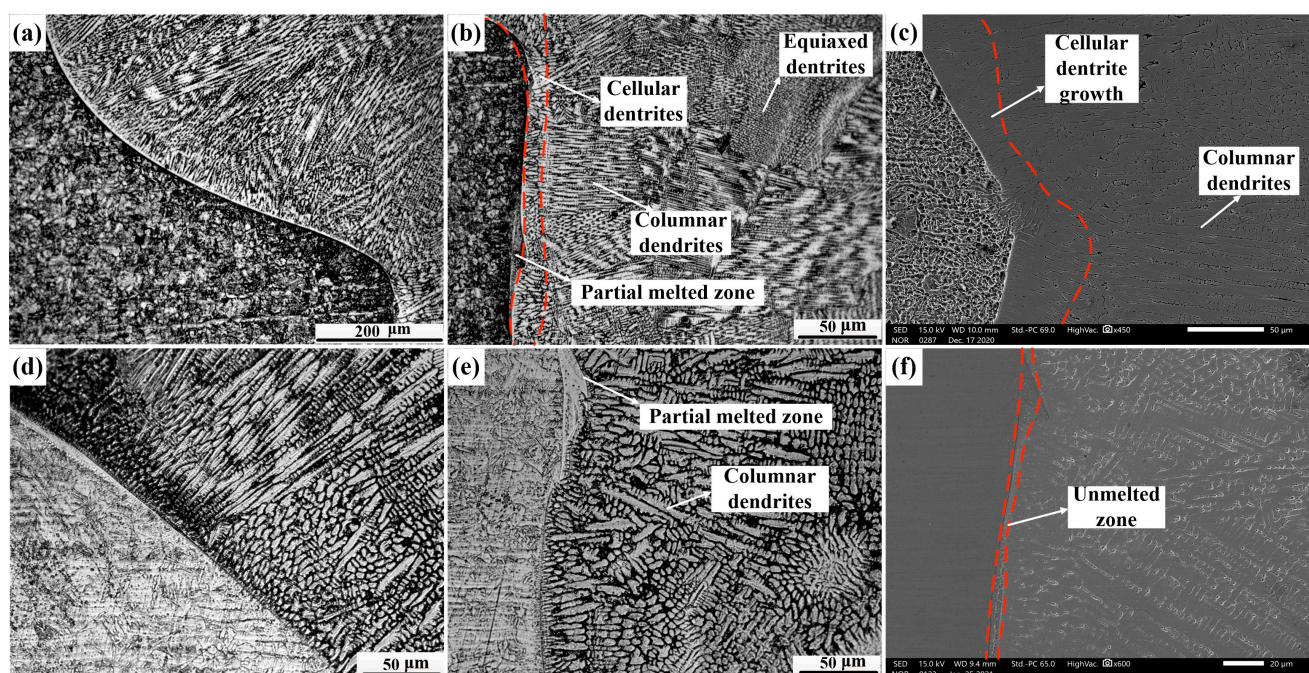 (a)
200 μm
(b)
Equiaxed
dentrites
Cellular
dentrites
Columnar
dendrites
Partial melted zone
50 μm
(c)
Cellular
dentrite
growth
Columnar
dendrites
SED 15.0 kV WD 10.0 mm Std.-PC 69.0 HighVac. x450 50 μm
NOR 0287 Dec. 17 2020
(d)
50 μm
(e)
Partial melted zone
Columnar
dendrites
50 μm
(f)
Unmelted
zone
SED 15.0 kV WD 9.4 mm Std.-PC 65.0 HighVac. x600 20 μm